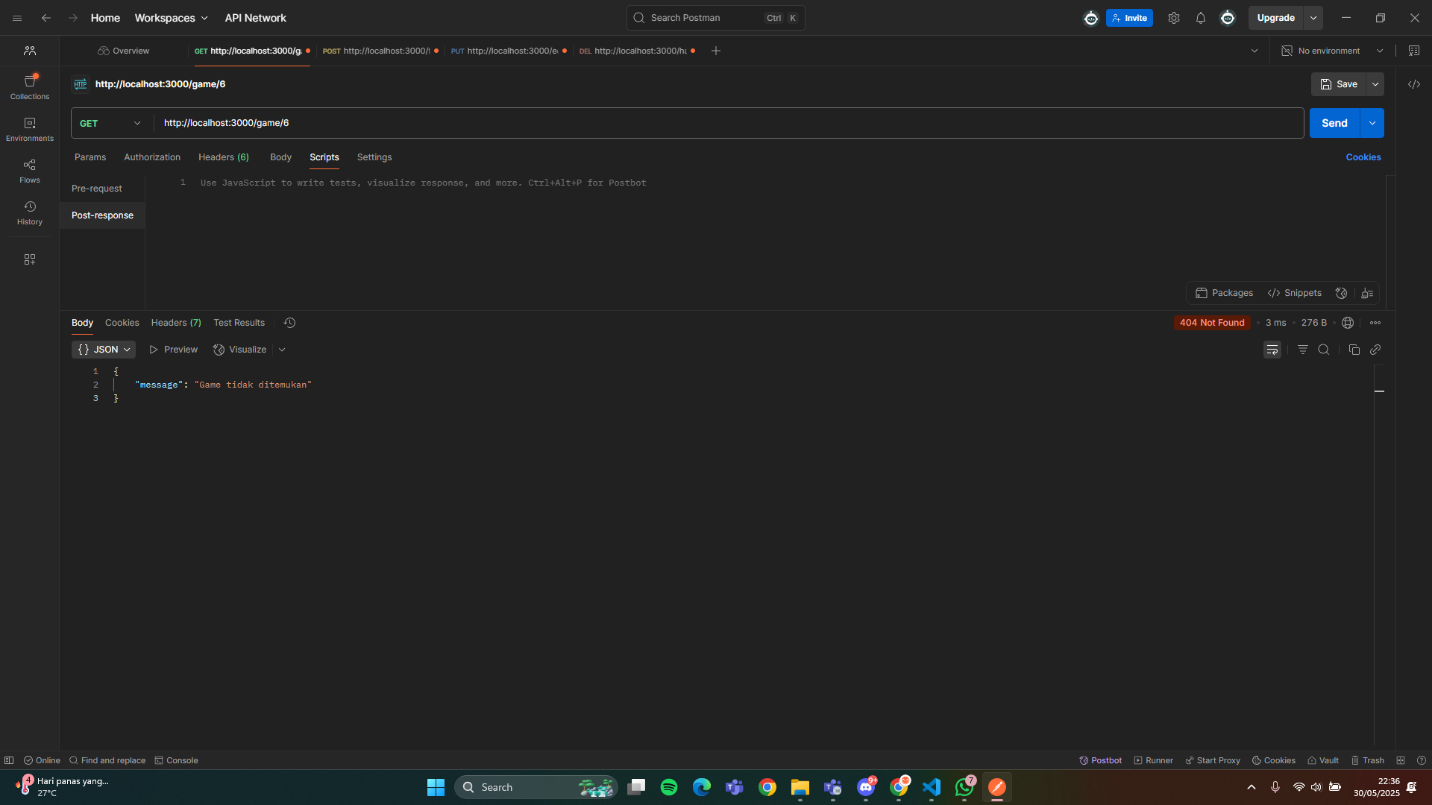 Home Workspaces API Network Search Postman Ctrl K Invite Upgrade
Overview GET http://localhost:3000/g. POST http://localhost:3000/ PUT http://localhost:3000/e DEL http://localhost:3000/h No environment
Collections
Environments
Flows
History
HTTP http://localhost:3000/game/6 Save
GET http://localhost:3000/game/6 Send
Params Authorization Headers (6) Body Scripts Settings Cookies
Pre-request
Post-response
1 Use JavaScript to write tests, visualize response, and more. Ctrl+Alt+P for Postbot
Packages Snippets
Body Cookies Headers (7) Test Results 404 Not Found • 3 ms • 276 B
{} JSON Preview Visualize
1 {
2 "message": "Game tidak ditemukan"
3 }
Online Find and replace Console Postbot Runner Start Proxy Cookies Vault Trash
4 Hari panas yang...
27°C
Search
9+
7
22:36
30/05/2025